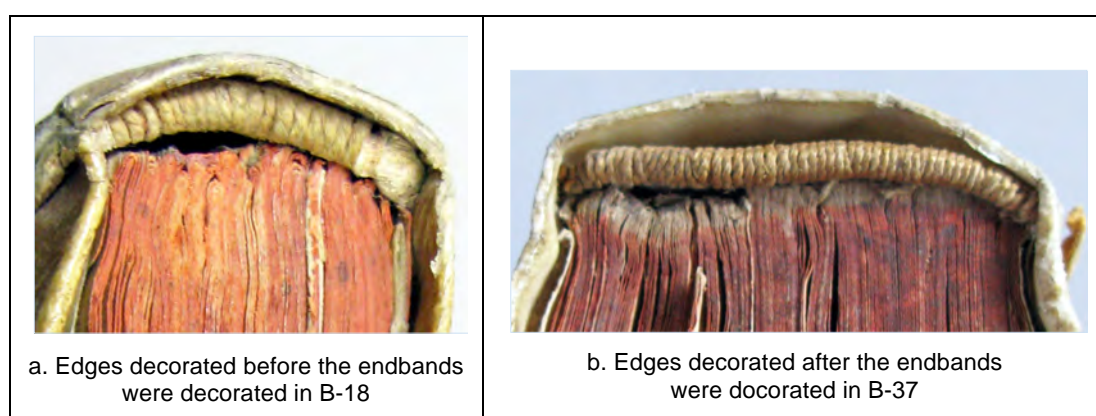 a. Edges decorated before the endbands
were decorated in B-18
b. Edges decorated after the endbands
were docorated in B-37